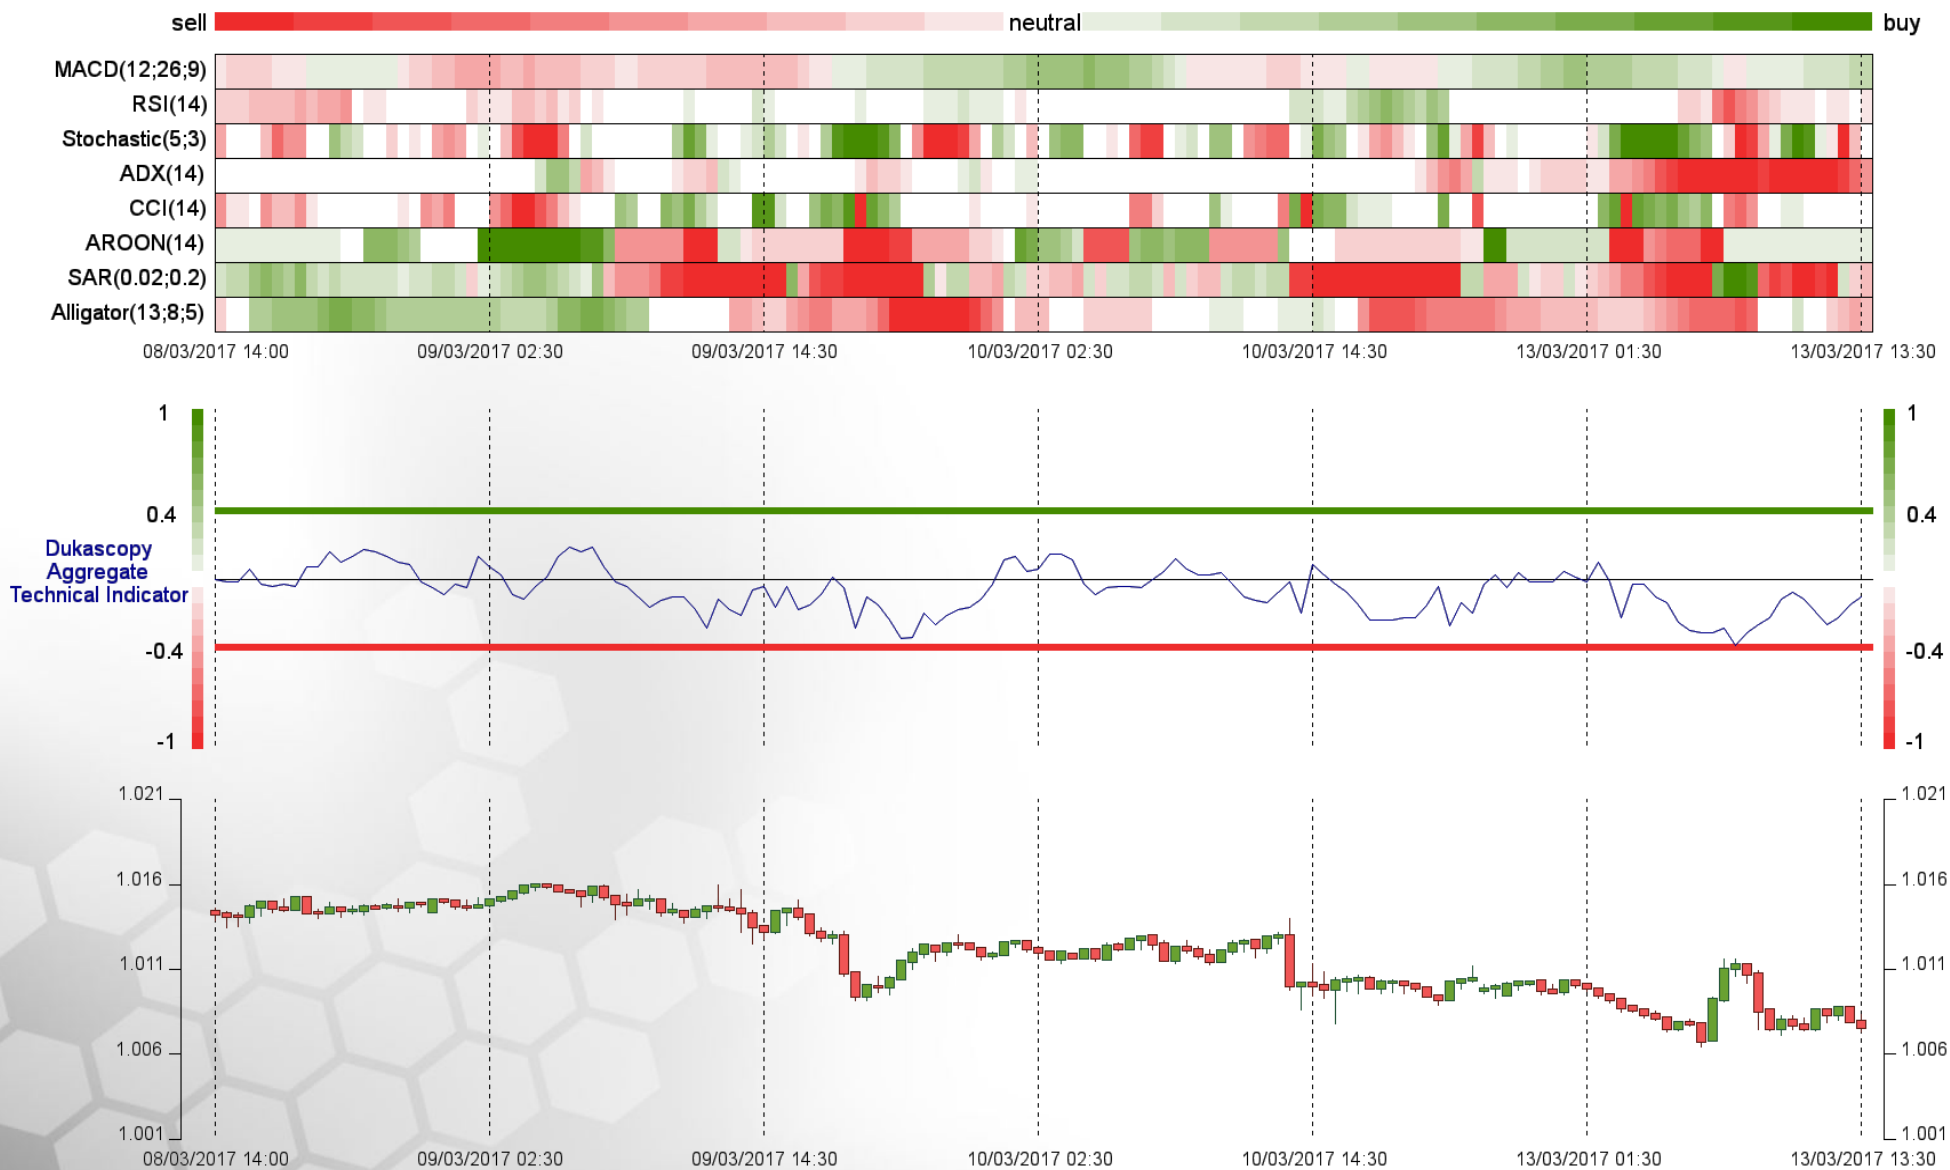 sell neutral buy
MACD(12;26;9)
RSI(14)
Stochastic(5;3)
ADX(14)
CCI(14)
AROON(14)
SAR(0.02;0.2)
Alligator(13;8;5)
08/03/2017 14:00 09/03/2017 02:30 09/03/2017 14:30 10/03/2017 02:30 10/03/2017 14:30 13/03/2017 01:30 13/03/2017 13:30
1 1
0.4 0.4
Dukascopy
Aggregate
Technical Indicator
-0.4 -0.4
-1 -1
1.021 1.021
1.016 1.016
1.011 1.011
1.006 1.006
1.001 1.001
08/03/2017 14:00 09/03/2017 02:30 09/03/2017 14:30 10/03/2017 02:30 10/03/2017 14:30 13/03/2017 01:30 13/03/2017 13:30